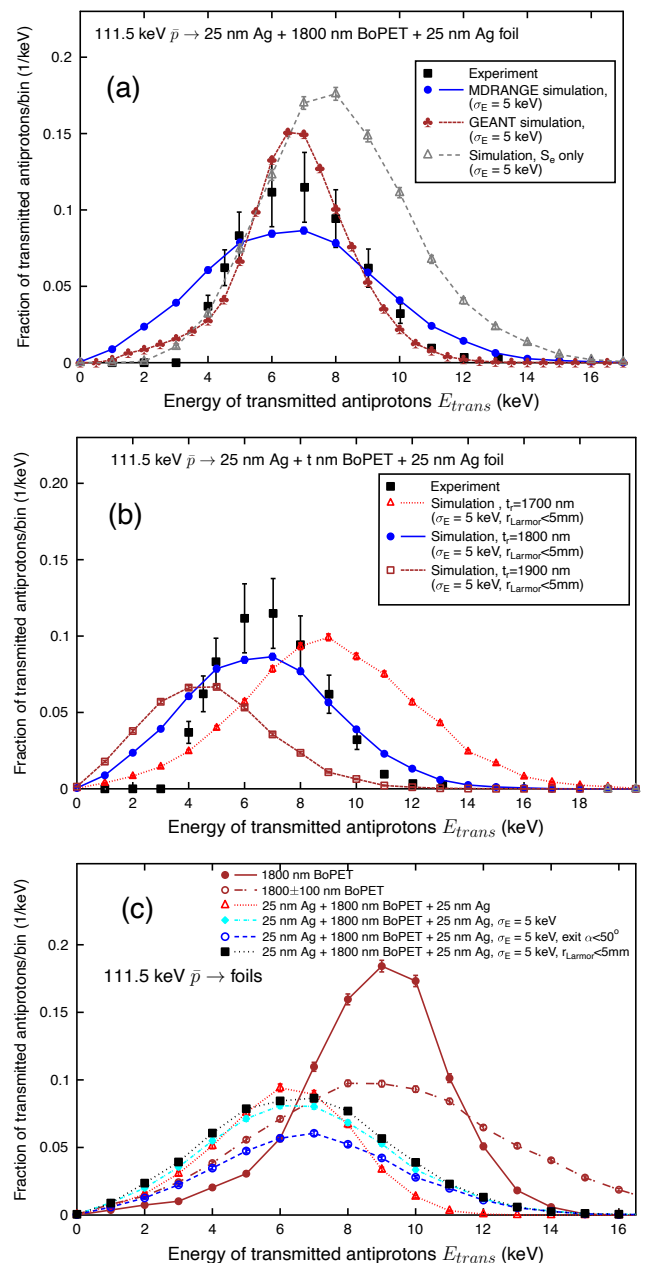 111.5 keV p̄ → 25 nm Ag + 1800 nm BoPET + 25 nm Ag foil
(a)
Experiment
MDRANGE simulation,
(σE = 5 keV)
GEANT simulation,
(σE = 5 keV)
Simulation, Se only
(σE = 5 keV)
Fraction of transmitted antiprotons/bin (1/keV)
0.2
0.15
0.1
0.05
0
0 2 4 6 8 10 12 14 16
Energy of transmitted antiprotons Etrans (keV)
111.5 keV p̄ → 25 nm Ag + t nm BoPET + 25 nm Ag foil
(b)
Experiment
Simulation , tr=1700 nm
(σE = 5 keV, rLarmor<5mm)
Simulation, tr=1800 nm
(σE = 5 keV, rLarmor<5mm)
Simulation, tr=1900 nm
(σE = 5 keV, rLarmor<5mm)
Fraction of transmitted antiprotons/bin (1/keV)
0.2
0.15
0.1
0.05
0
0 2 4 6 8 10 12 14 16 18
Energy of transmitted antiprotons Etrans (keV)
(c)
1800 nm BoPET
1800±100 nm BoPET
25 nm Ag + 1800 nm BoPET + 25 nm Ag
25 nm Ag + 1800 nm BoPET + 25 nm Ag, σE = 5 keV
25 nm Ag + 1800 nm BoPET + 25 nm Ag, σE = 5 keV, exit α<50°
25 nm Ag + 1800 nm BoPET + 25 nm Ag, σE = 5 keV, rLarmor<5mm
111.5 keV p̄ → foils
Fraction of transmitted antiprotons/bin (1/keV)
0.2
0.15
0.1
0.05
0
0 2 4 6 8 10 12 14 16
Energy of transmitted antiprotons Etrans (keV)